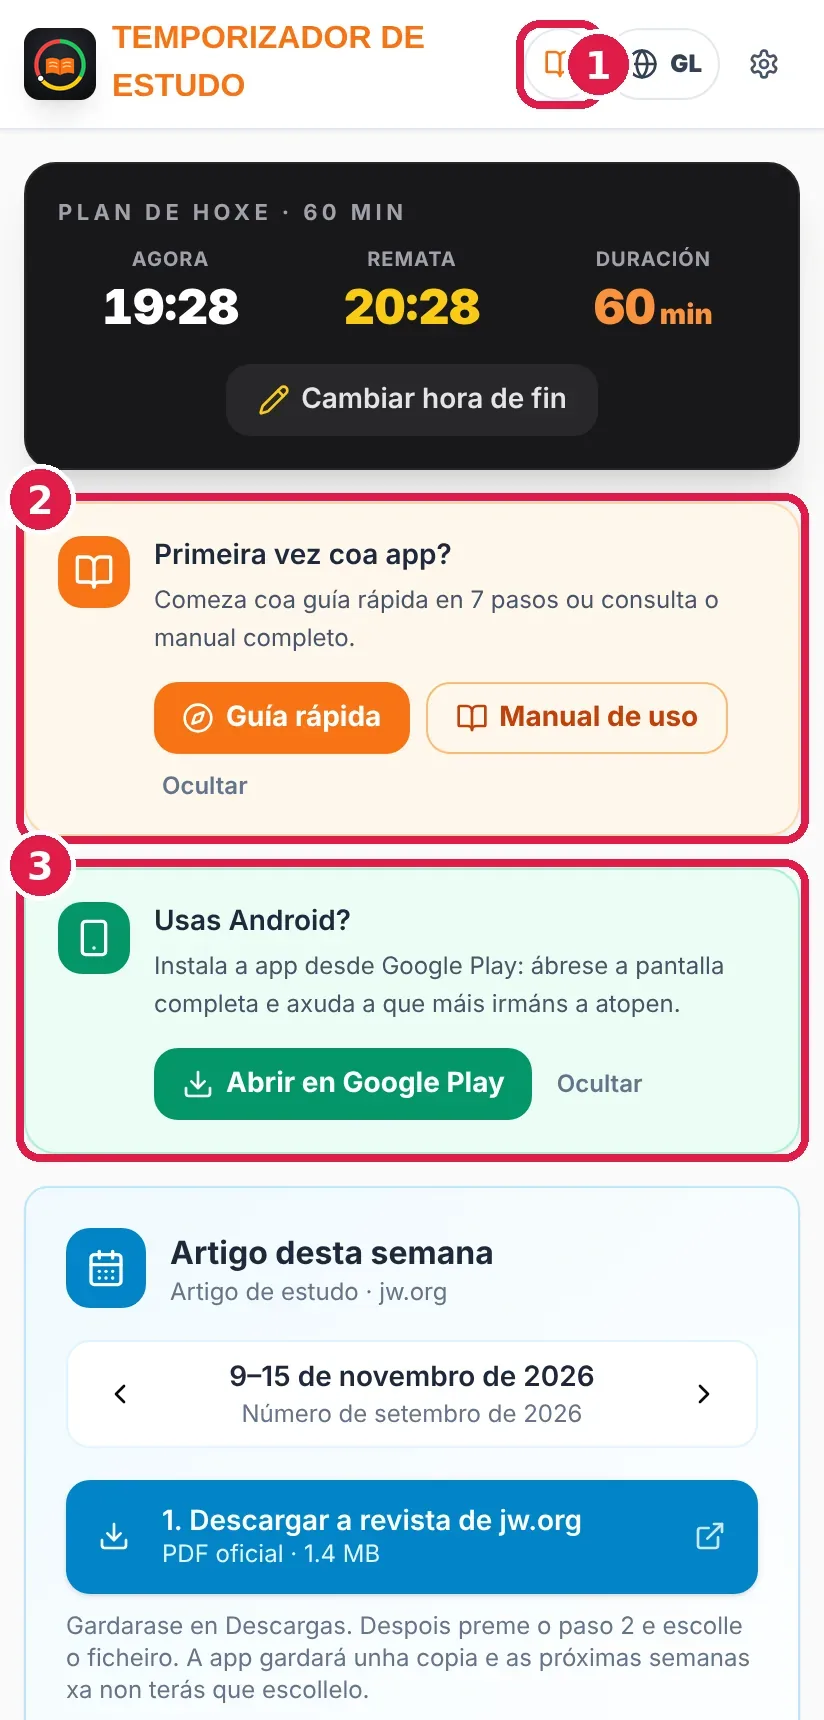 TEMPORIZADOR DE
ESTUDO
1
GL
PLAN DE HOXE · 60 MIN
AGORA
REMATA
DURACIÓN
19:28
20:28
60 min
Cambiar hora de fin
2
Primeira vez coa app?
Comeza coa guía rápida en 7 pasos ou consulta o
manual completo.
Guía rápida
Manual de uso
Ocultar
3
Usas Android?
Instala a app desde Google Play: ábrese a pantalla
completa e axuda a que máis irmáns a atopen.
Abrir en Google Play
Ocultar
Artigo desta semana
Artigo de estudo · jw.org
9–15 de novembro de 2026
Número de setembro de 2026
1. Descargar a revista de jw.org
PDF oficial · 1.4 MB
Gardarase en Descargas. Despois preme o paso 2 e escolle
o ficheiro. A app gardará unha copia e as próximas semanas
xa non terás que escollelo.